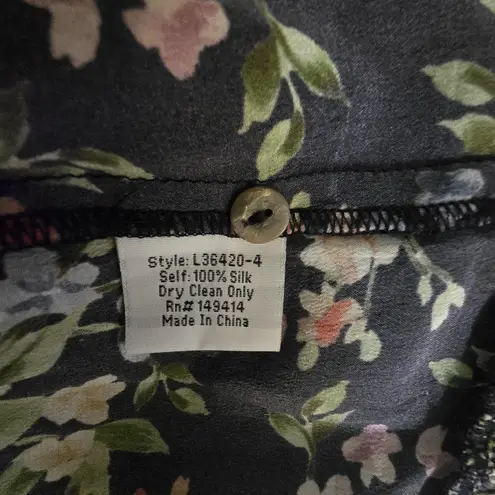 Style: L36420-4
Self: 100% Silk
Dry Clean Only
Rn# 149414
Made In China